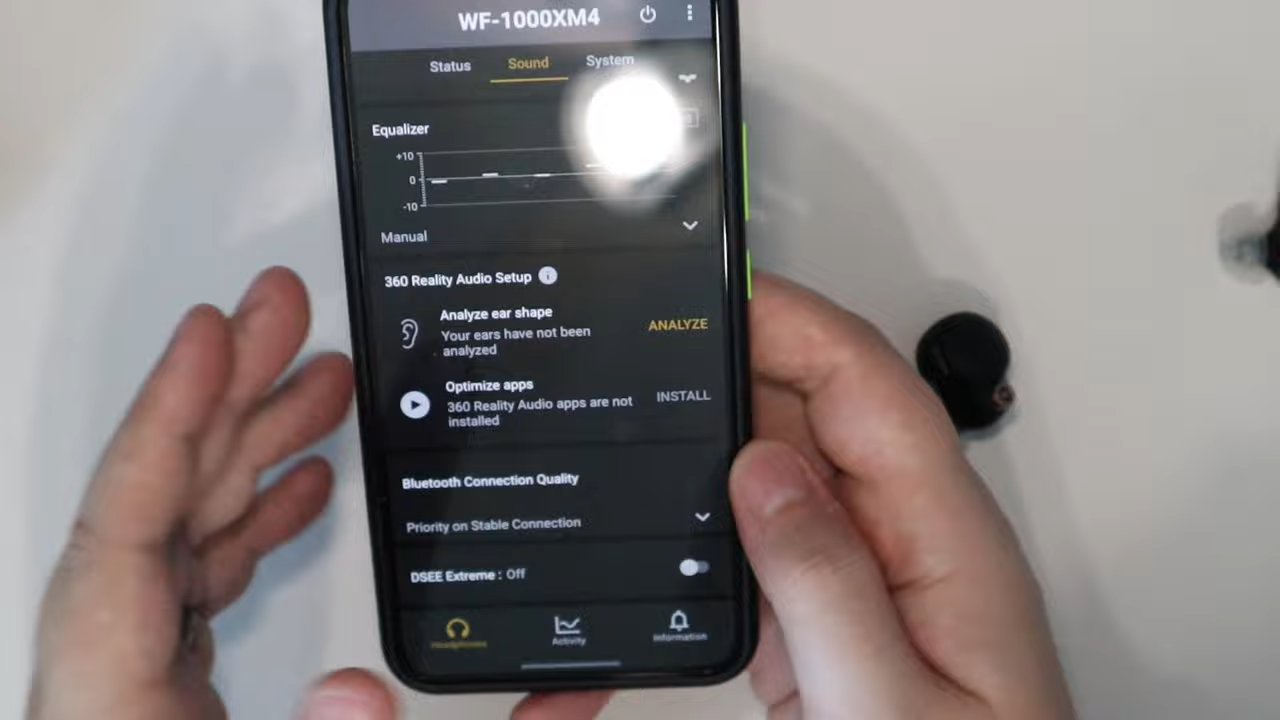 WF-1000XM4
Status Sound System
Equalizer
+10
0
-10
Manual
360 Reality Audio Setup i
Analyze ear shape
Your ears have not been
analyzed
ANALYZE
Optimize apps
360 Reality Audio apps are not
installed
INSTALL
Bluetooth Connection Quality
Priority on Stable Connection
DSEE Extreme : Off
Headphones Activity Information